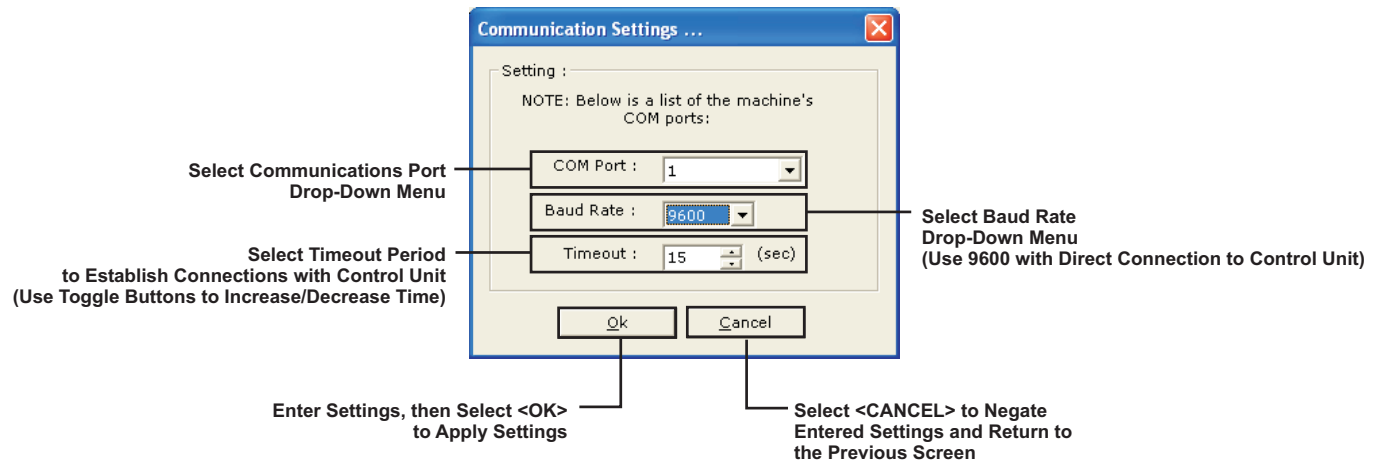 Communication Settings ...
Setting :
NOTE: Below is a list of the machine's
COM ports:
Select Communications Port
Drop-Down Menu
COM Port :
1
Baud Rate :
9600
Select Baud Rate
Drop-Down Menu
(Use 9600 with Direct Connection to Control Unit)
Select Timeout Period
to Establish Connections with Control Unit
(Use Toggle Buttons to Increase/Decrease Time)
Timeout :
15
(sec)
Ok
Cancel
Enter Settings, then Select <OK>
to Apply Settings
Select <CANCEL> to Negate
Entered Settings and Return to
the Previous Screen